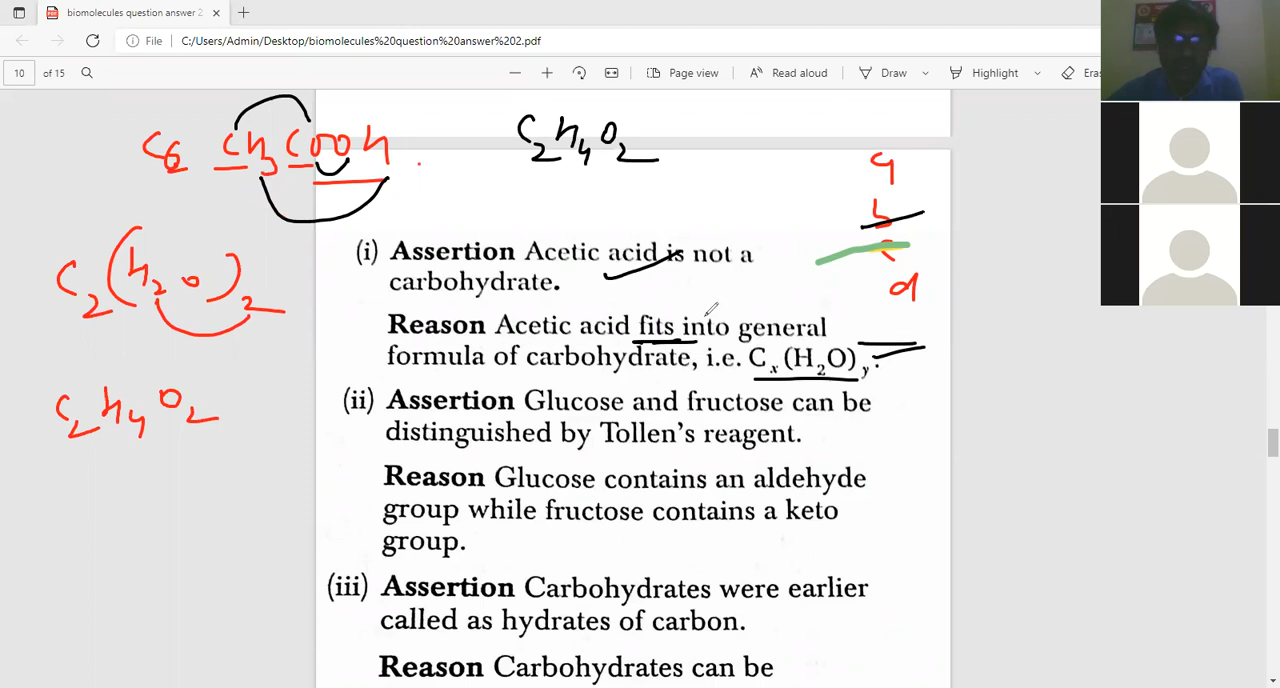 biomolecules question answer 2
File C:/Users/Admin/Desktop/biomolecules%20question%20answer%202.pdf
10 of 15 Page view Read aloud Draw Highlight Eras
CH3COOH.
C2H4O2
a
b
c
d
C2(H2O)2
C2H4O2
(i) Assertion Acetic acid is not a
carbohydrate.
Reason Acetic acid fits into general
formula of carbohydrate, i.e. Cₓ(H₂O)ᵧ.
(ii) Assertion Glucose and fructose can be
distinguished by Tollen's reagent.
Reason Glucose contains an aldehyde
group while fructose contains a keto
group.
(iii) Assertion Carbohydrates were earlier
called as hydrates of carbon.
Reason Carbohydrates can be